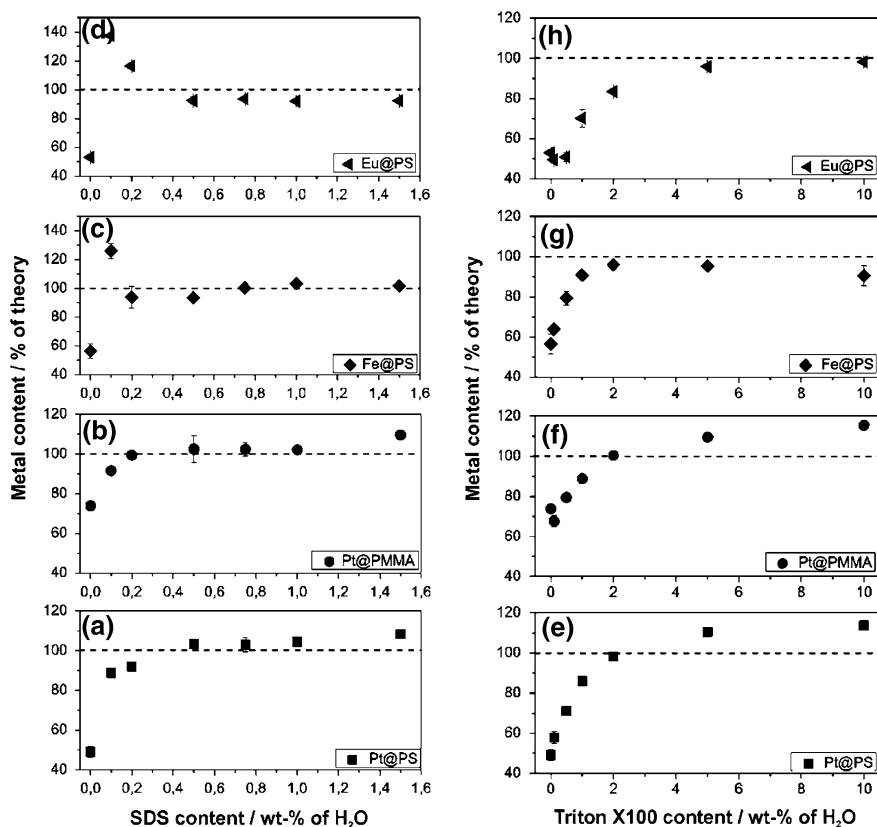 (d)
140
120
100
80
60
40
Eu@PS
0,0 0,2 0,4 0,6 0,8 1,0 1,2 1,4 1,6
(c)
140
120
100
80
60
40
Fe@PS
0,0 0,2 0,4 0,6 0,8 1,0 1,2 1,4 1,6
(b)
120
100
80
60
40
Pt@PMMA
0,0 0,2 0,4 0,6 0,8 1,0 1,2 1,4 1,6
(a)
120
100
80
60
40
Pt@PS
0,0 0,2 0,4 0,6 0,8 1,0 1,2 1,4 1,6
Metal content / % of theory
SDS content / wt-% of H₂O
(h)
120
100
80
60
40
Eu@PS
0 2 4 6 8 10
(g)
120
100
80
60
40
Fe@PS
0 2 4 6 8 10
(f)
120
100
80
60
40
Pt@PMMA
0 2 4 6 8 10
(e)
120
100
80
60
40
Pt@PS
0 2 4 6 8 10
Metal content / % of theory
Triton X100 content / wt-% of H₂O